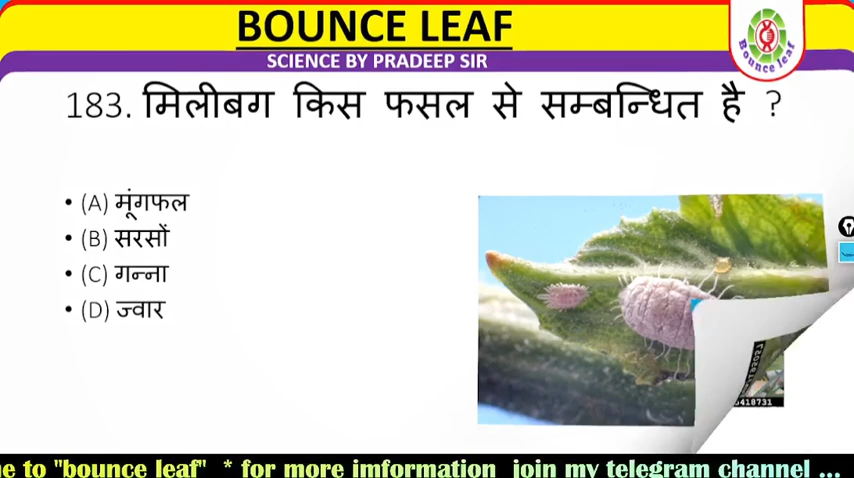 BOUNCE LEAF
SCIENCE BY PRADEEP SIR
Bounce leaf
183. मिलीबग किस फसल से सम्बन्धित है ?
• (A) मूंगफल
• (B) सरसों
• (C) गन्ना
• (D) ज्वार
418731
e to "bounce leaf" * for more imformation join my telegram channel ...